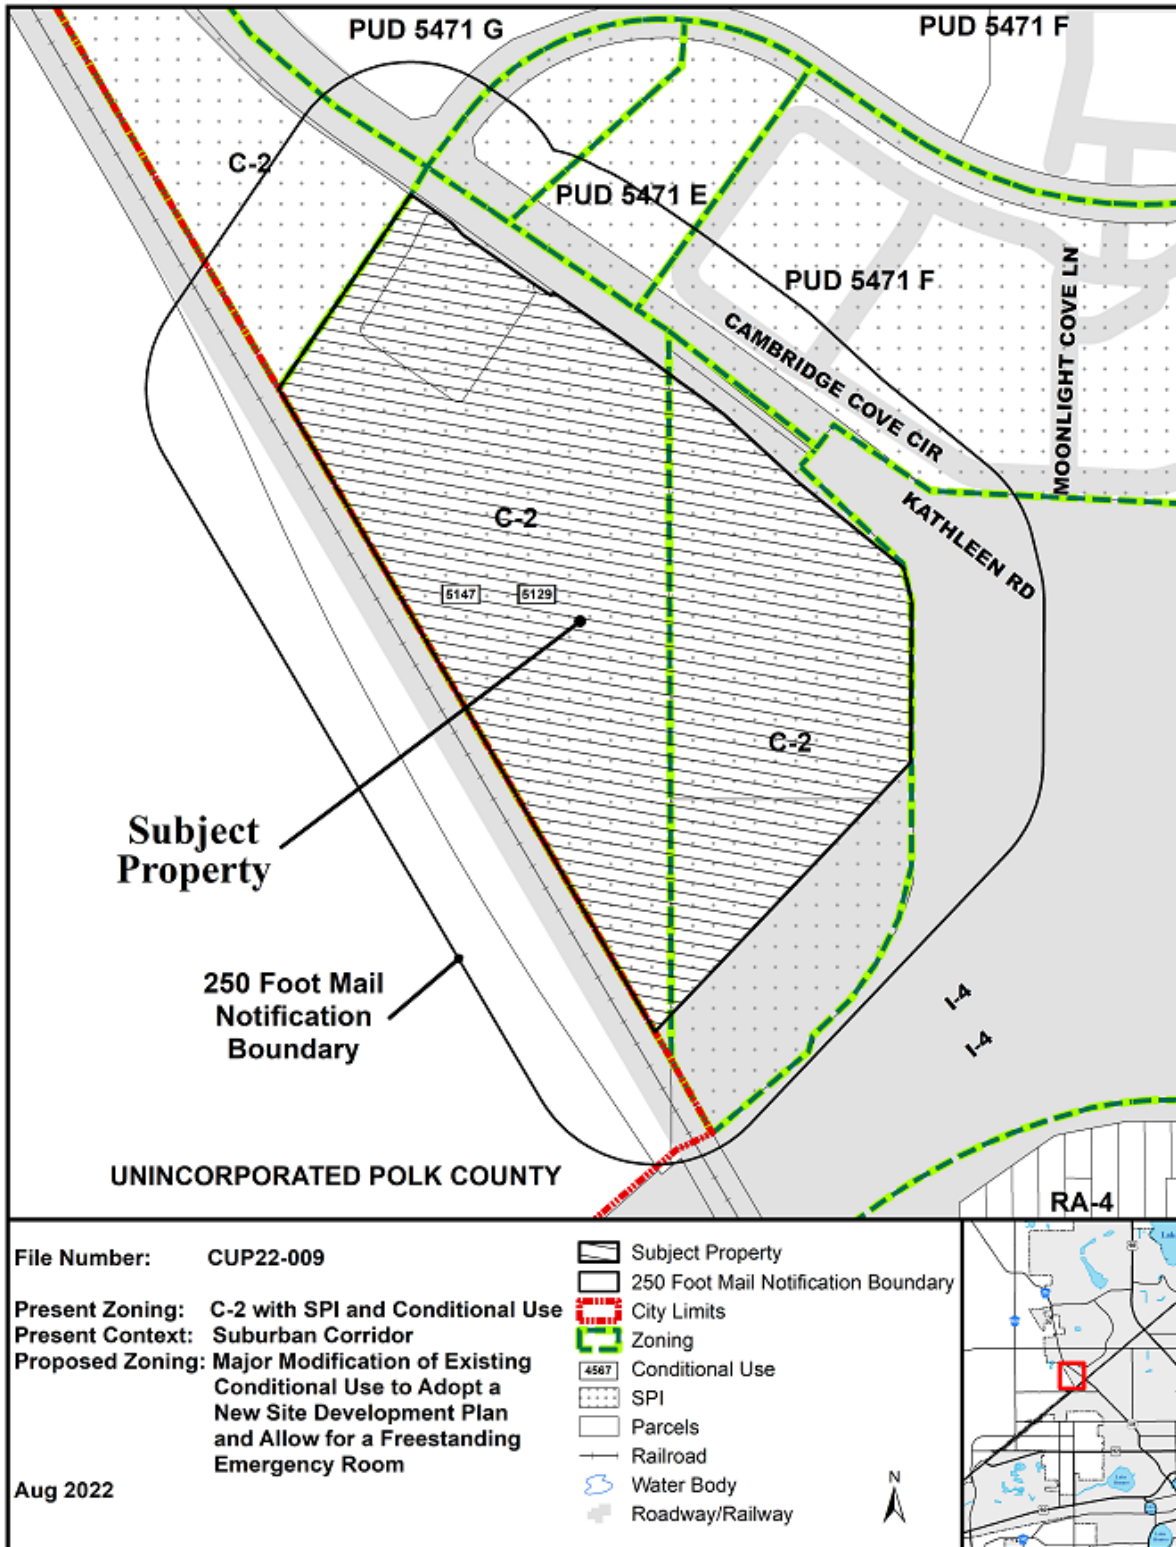 PUD 5471 G
PUD 5471 F
C-2
PUD 5471 E
PUD 5471 F
CAMBRIDGE COVE CIR
MOONLIGHT COVE LN
KATHLEEN RD
C-2
5147
5129
C-2
Subject
Property
250 Foot Mail
Notification
Boundary
I-4
I-4
UNINCORPORATED POLK COUNTY
RA-4
File Number: CUP22-009
Present Zoning: C-2 with SPI and Conditional Use
Present Context: Suburban Corridor
Proposed Zoning: Major Modification of Existing
Conditional Use to Adopt a
New Site Development Plan
and Allow for a Freestanding
Emergency Room
Aug 2022
Subject Property
250 Foot Mail Notification Boundary
City Limits
Zoning
4567 Conditional Use
SPI
Parcels
Railroad
Water Body
Roadway/Railway
N